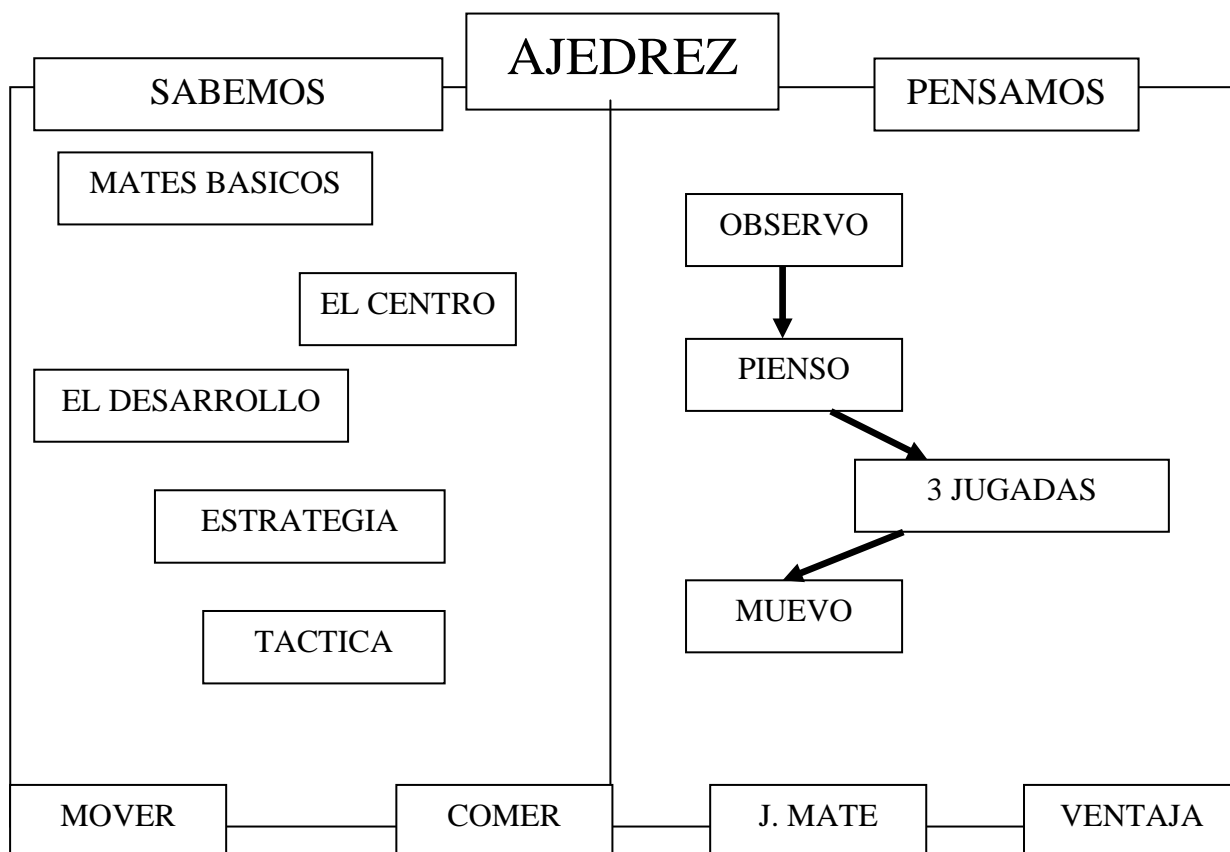 AJEDREZ
SABEMOS
PENSAMOS
MATES BASICOS
OBSERVO
EL CENTRO
PIENSO
EL DESARROLLO
3 JUGADAS
ESTRATEGIA
MUEVO
TACTICA
MOVER
COMER
J. MATE
VENTAJA